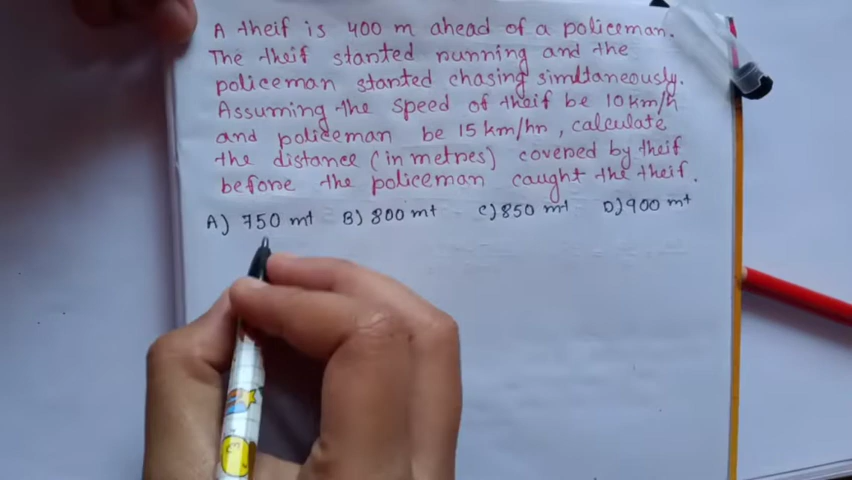 A theif is 400 m ahead of a policeman.
The theif started running and the
policeman started chasing simltaneously.
Assuming the speed of theif be 10 km/h
and policeman be 15 km/hr, calculate
the distance (in metres) covered by theif
before the policeman caught the theif.
A) 750 mt B) 800 mt C) 850 mt D) 900 mt